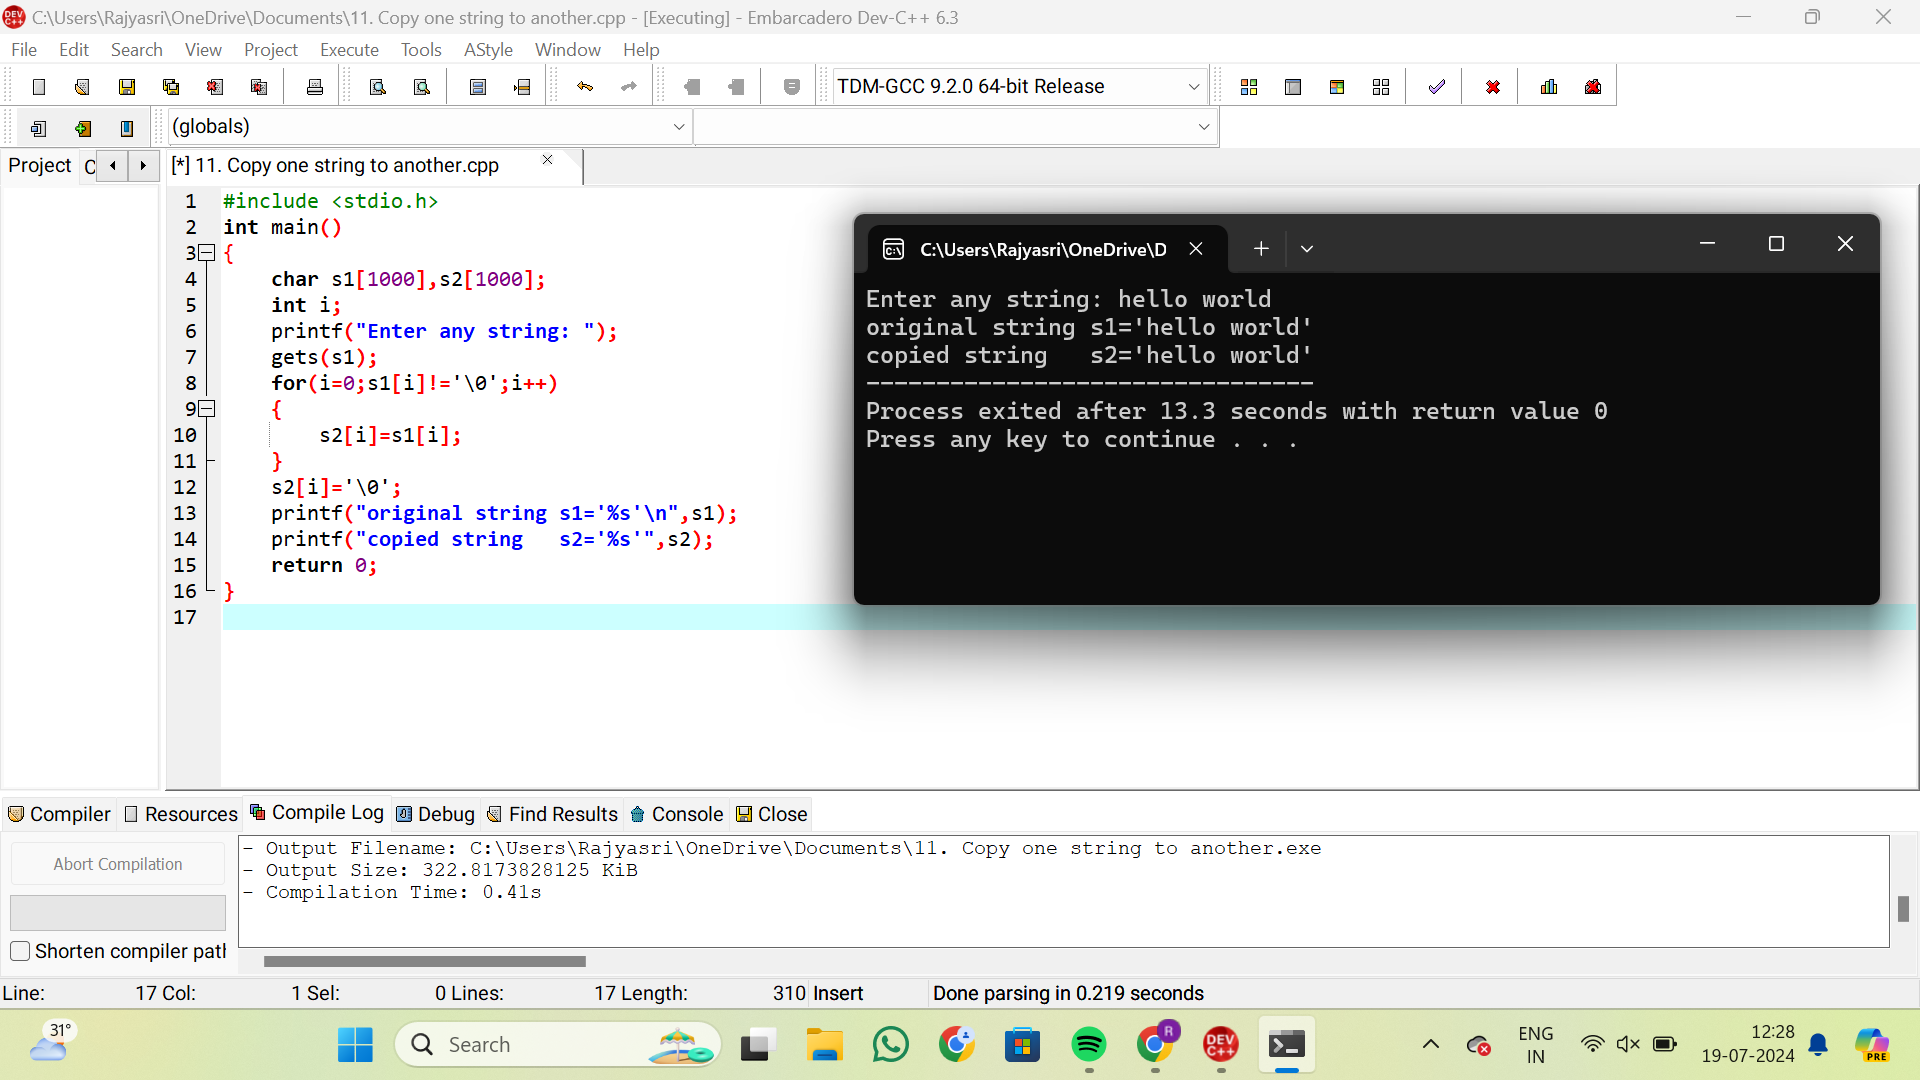 C:\Users\Rajyasri\OneDrive\Documents\11. Copy one string to another.cpp - [Executing] - Embarcadero Dev-C++ 6.3
File Edit Search View Project Execute Tools AStyle Window Help
TDM-GCC 9.2.0 64-bit Release
(globals)
Project C [*] 11. Copy one string to another.cpp
1 #include <stdio.h>
2 int main()
3 {
4 char s1[1000],s2[1000];
5 int i;
6 printf("Enter any string: ");
7 gets(s1);
8 for(i=0;s1[i]!='\0';i++)
9 {
10 s2[i]=s1[i];
11 }
12 s2[i]='\0';
13 printf("original string s1='%s'\n",s1);
14 printf("copied string   s2='%s'",s2);
15 return 0;
16 }
17
C:\Users\Rajyasri\OneDrive\D
Enter any string: hello world
original string s1='hello world'
copied string   s2='hello world'
--------------------------------
Process exited after 13.3 seconds with return value 0
Press any key to continue . . .
Compiler Resources Compile Log Debug Find Results Console Close
Abort Compilation
Shorten compiler path
- Output Filename: C:\Users\Rajyasri\OneDrive\Documents\11. Copy one string to another.exe
- Output Size: 322.8173828125 KiB
- Compilation Time: 0.41s
Line: 17 Col: 1 Sel: 0 Lines: 17 Length: 310 Insert Done parsing in 0.219 seconds
31°
Search
R
DEV C++
ENG
IN
12:28
19-07-2024
PRE